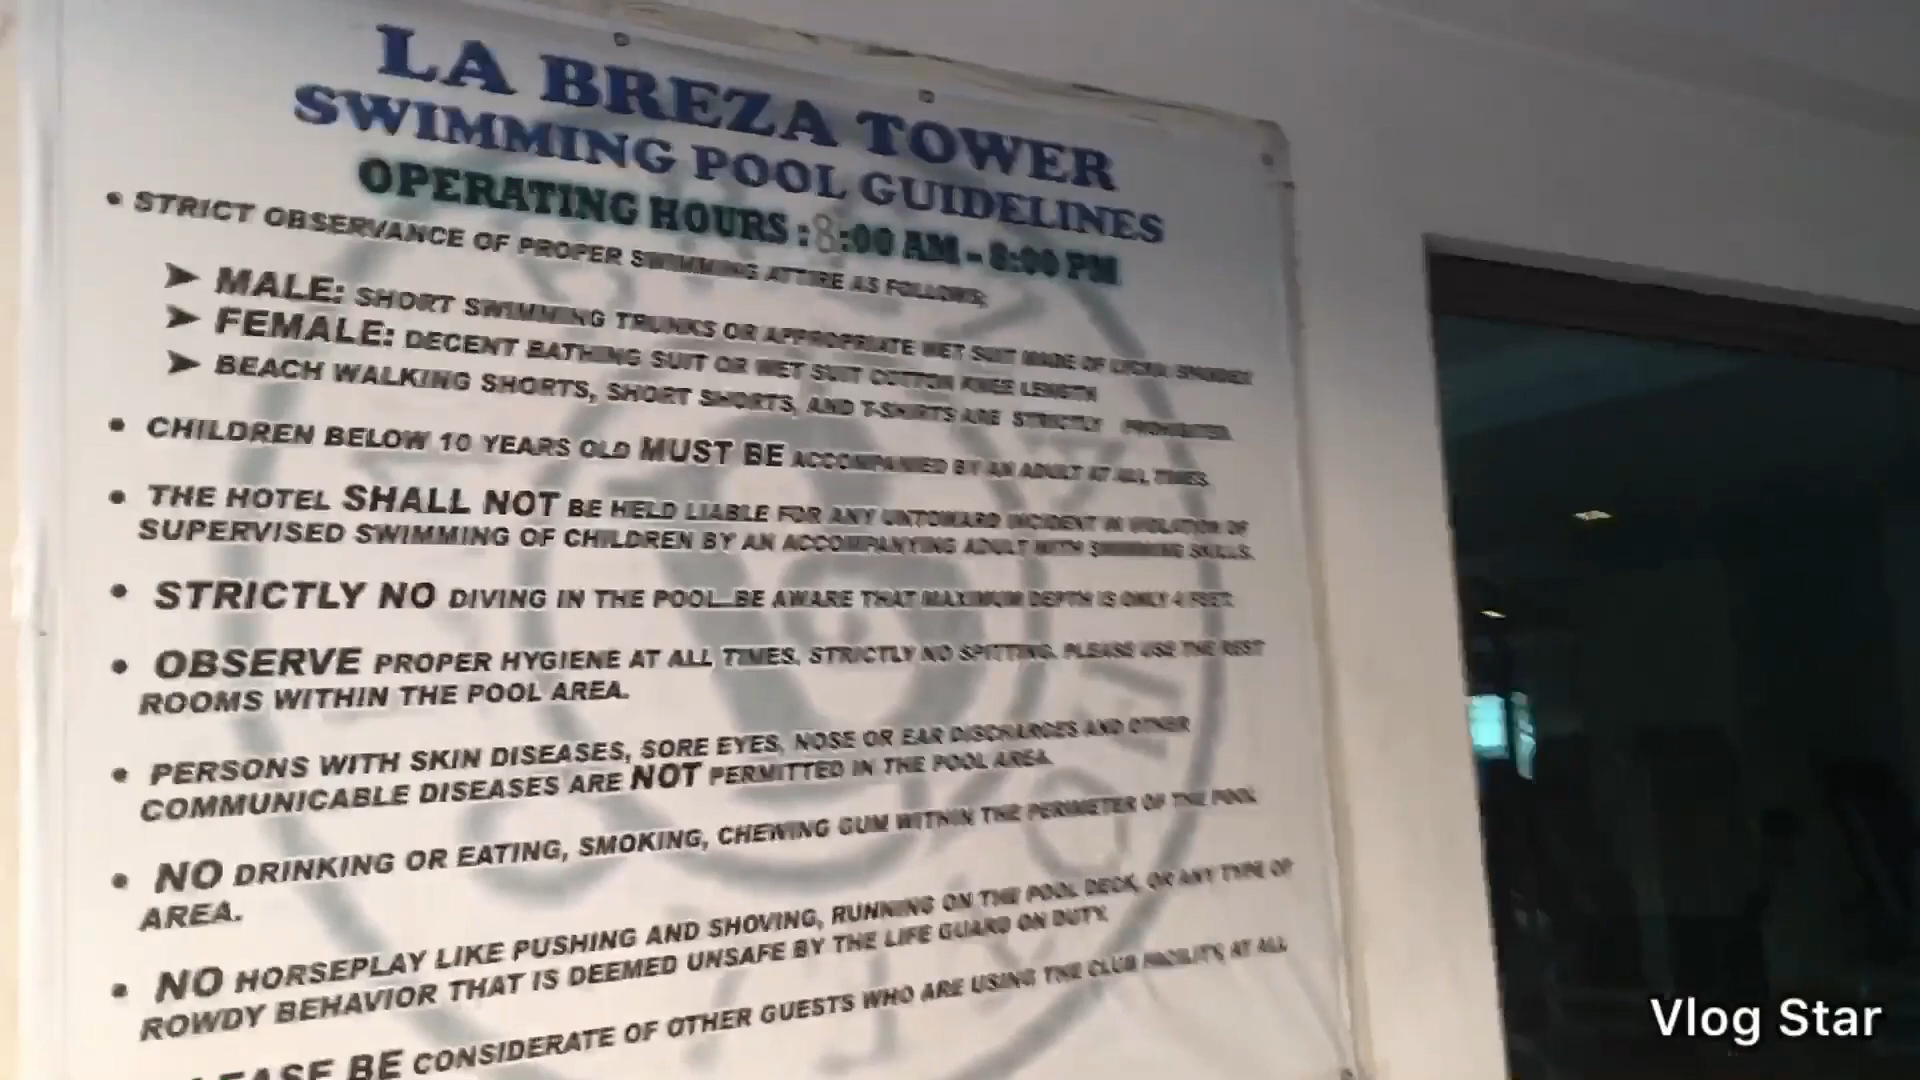 LA BREZA TOWER
SWIMMING POOL GUIDELINES
OPERATING HOURS : 8:00 AM - 8:00 PM
• STRICT OBSERVANCE OF PROPER SWIMMING ATTIRE AS FOLLOWS;
➤ MALE: SHORT SWIMMING TRUNKS OR APPROPRIATE WET SUIT MADE OF LYCRA
➤ FEMALE: DECENT BATHING SUIT OR WET SUIT COTTON KNEE LENGTH
➤ BEACH WALKING SHORTS, SHORT SHORTS, AND T-SHIRTS ARE STRICTLY PROHIBITED.
• CHILDREN BELOW 10 YEARS OLD MUST BE ACCOMPANIED BY AN ADULT AT ALL TIMES.
• THE HOTEL SHALL NOT BE HELD LIABLE FOR ANY UNTOWARD INCIDENT IN VIOLATION OF
SUPERVISED SWIMMING OF CHILDREN BY AN ACCOMPANYING ADULT WITH SWIMMING SKILLS.
• STRICTLY NO DIVING IN THE POOL...BE AWARE THAT MAXIMUM DEPTH IS ONLY 4 FEET.
• OBSERVE PROPER HYGIENE AT ALL TIMES, STRICTLY NO SPITTING. PLEASE USE THE REST
ROOMS WITHIN THE POOL AREA.
• PERSONS WITH SKIN DISEASES, SORE EYES, NOSE OR EAR DISCHARGES AND OTHER
COMMUNICABLE DISEASES ARE NOT PERMITTED IN THE POOL AREA.
• NO DRINKING OR EATING, SMOKING, CHEWING GUM WITHIN THE PERIMETER OF THE POOL
AREA.
• NO HORSEPLAY LIKE PUSHING AND SHOVING, RUNNING ON THE POOL DECK, OR ANY TYPE OF
ROWDY BEHAVIOR THAT IS DEEMED UNSAFE BY THE LIFE GUARD ON DUTY.
BE CONSIDERATE OF OTHER GUESTS WHO ARE USING THE CLUB FACILITY, AT ALL
Vlog Star